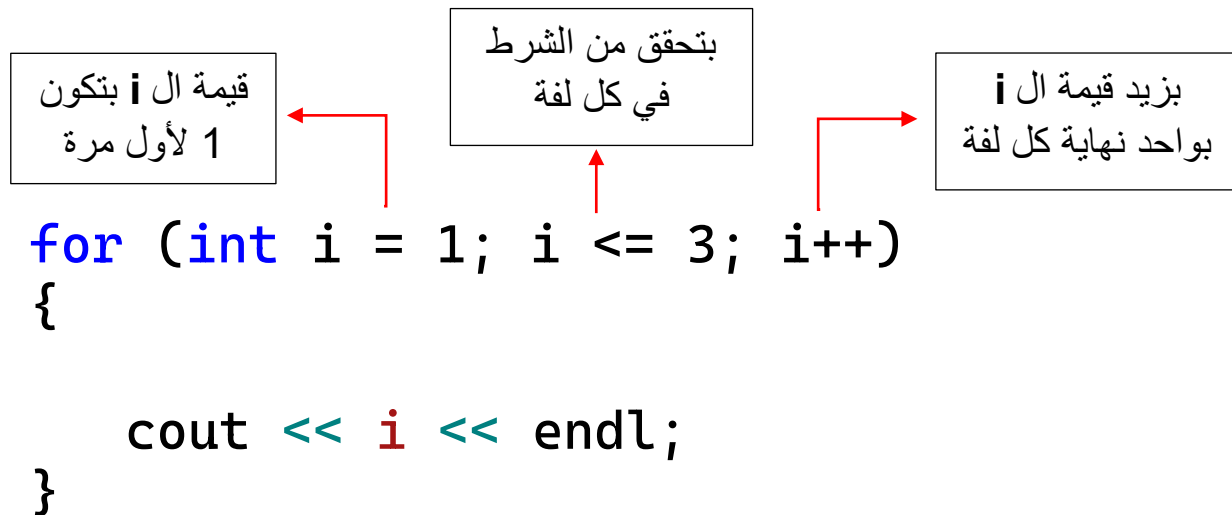 بتحقق من الشرط
في كل لفة
قيمة ال i بتكون
1 لأول مرة
بزيد قيمة ال i
بواحد نهاية كل لفة
for (int i = 1; i <= 3; i++)
{
cout << i << endl;
}